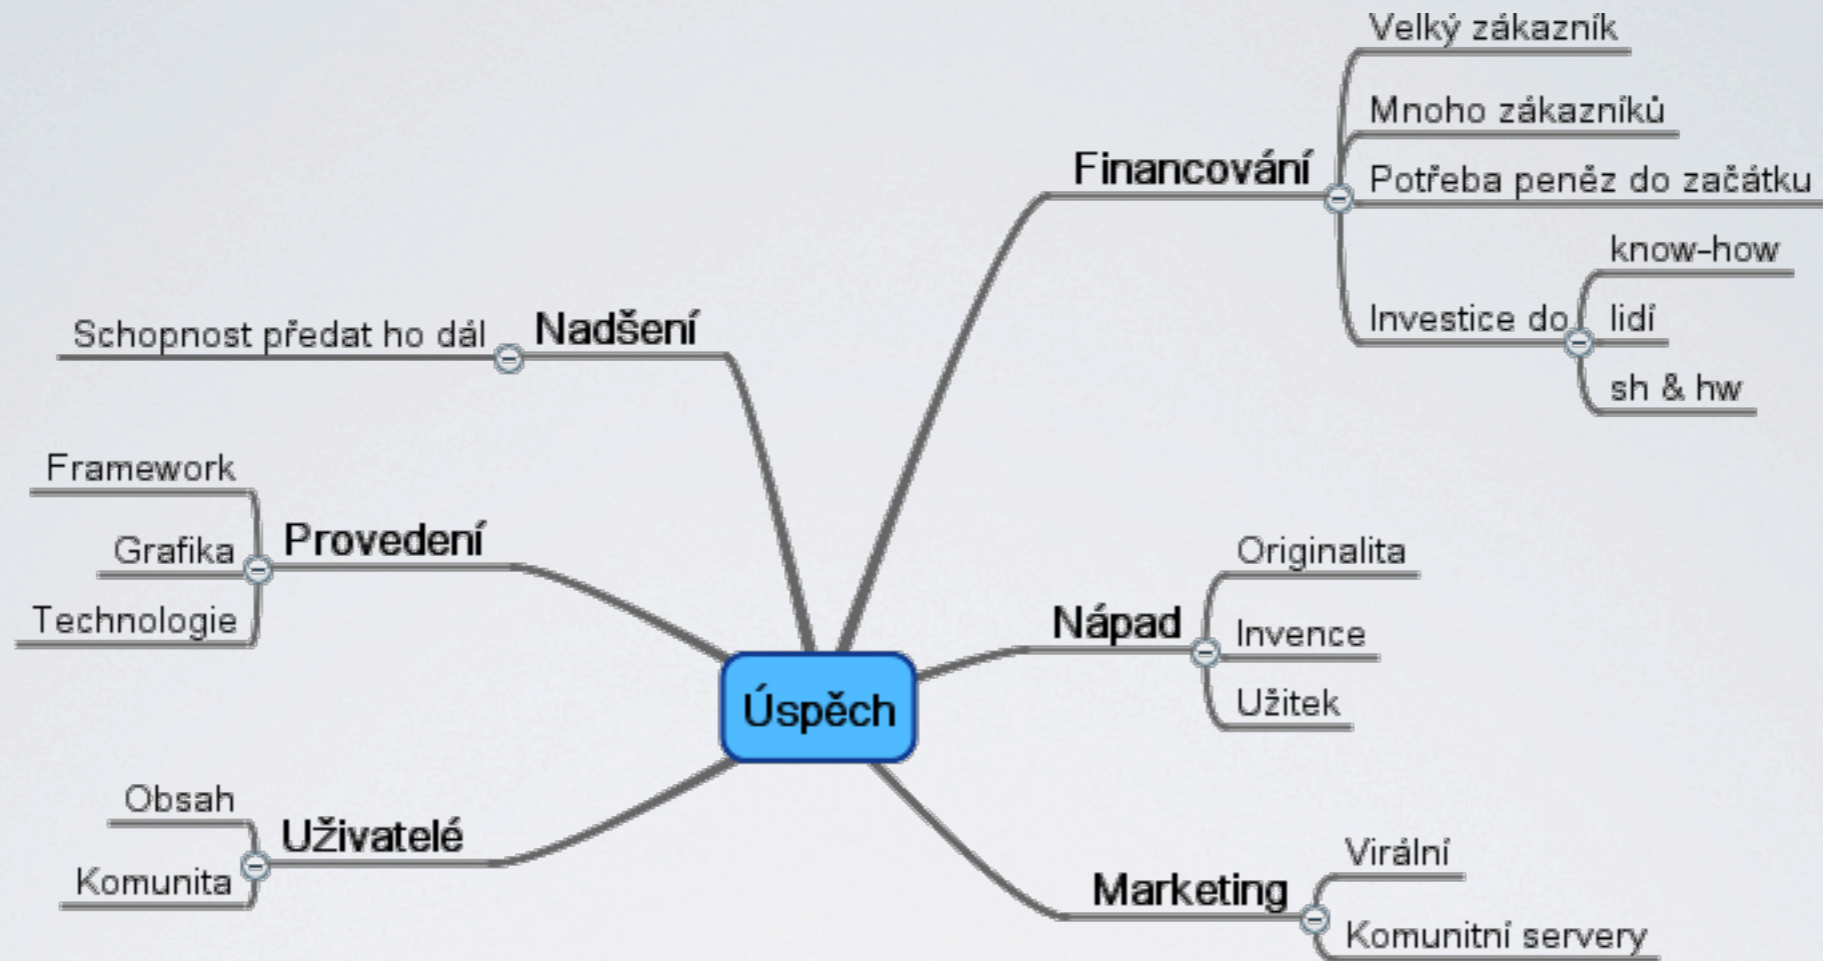 Úspěch
Financování
Velký zákazník
Mnoho zákazníků
Potřeba peněz do začátku
Investice do
know-how
lidí
sh & hw
Nápad
Originalita
Invence
Užitek
Marketing
Virální
Komunitní servery
Nadšení
Schopnost předat ho dál
Provedení
Framework
Grafika
Technologie
Uživatelé
Obsah
Komunita